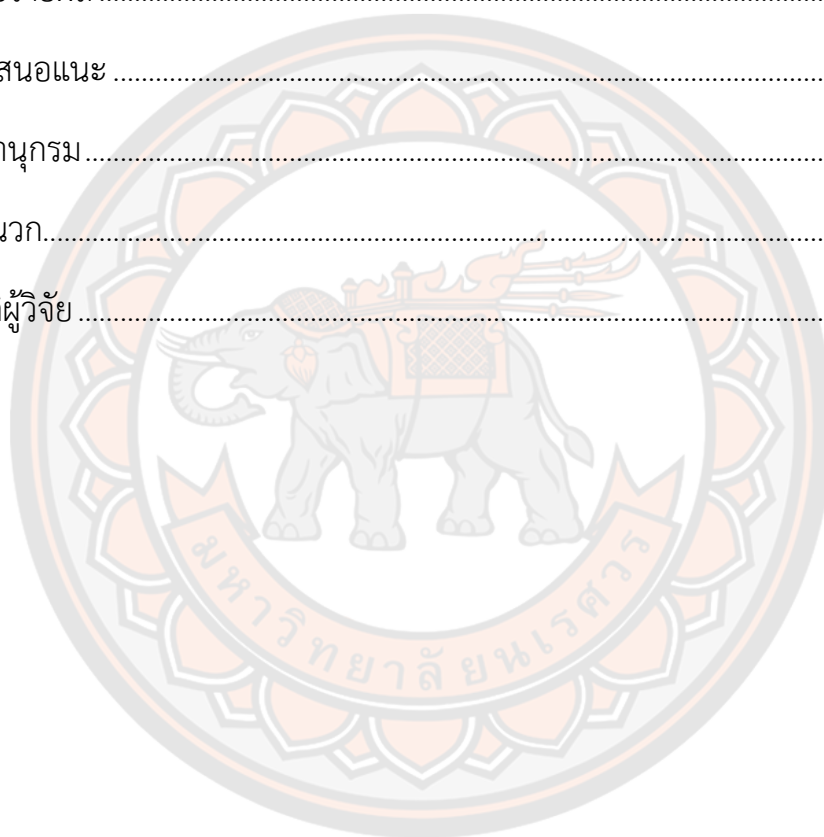 สนอแนะ ....................................................................................................
านุกรม....................................................................................................
นวก....................................................................................................
ผู้วิจัย ....................................................................................................
มหาวิทยาลัยนเรศวร